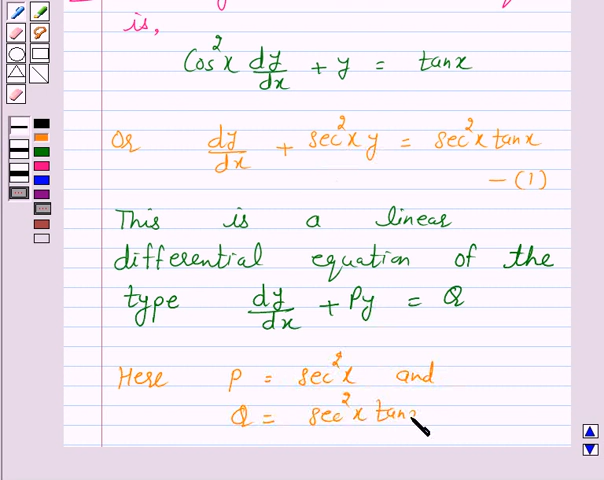 is,
Cos²x dy/dx + y = tanx
Or dy/dx + sec²x y = sec²x tanx
—(1)
This is a linear
differential equation of the
type dy/dx + Py = Q
Here P = sec²x and
Q = sec²x tan